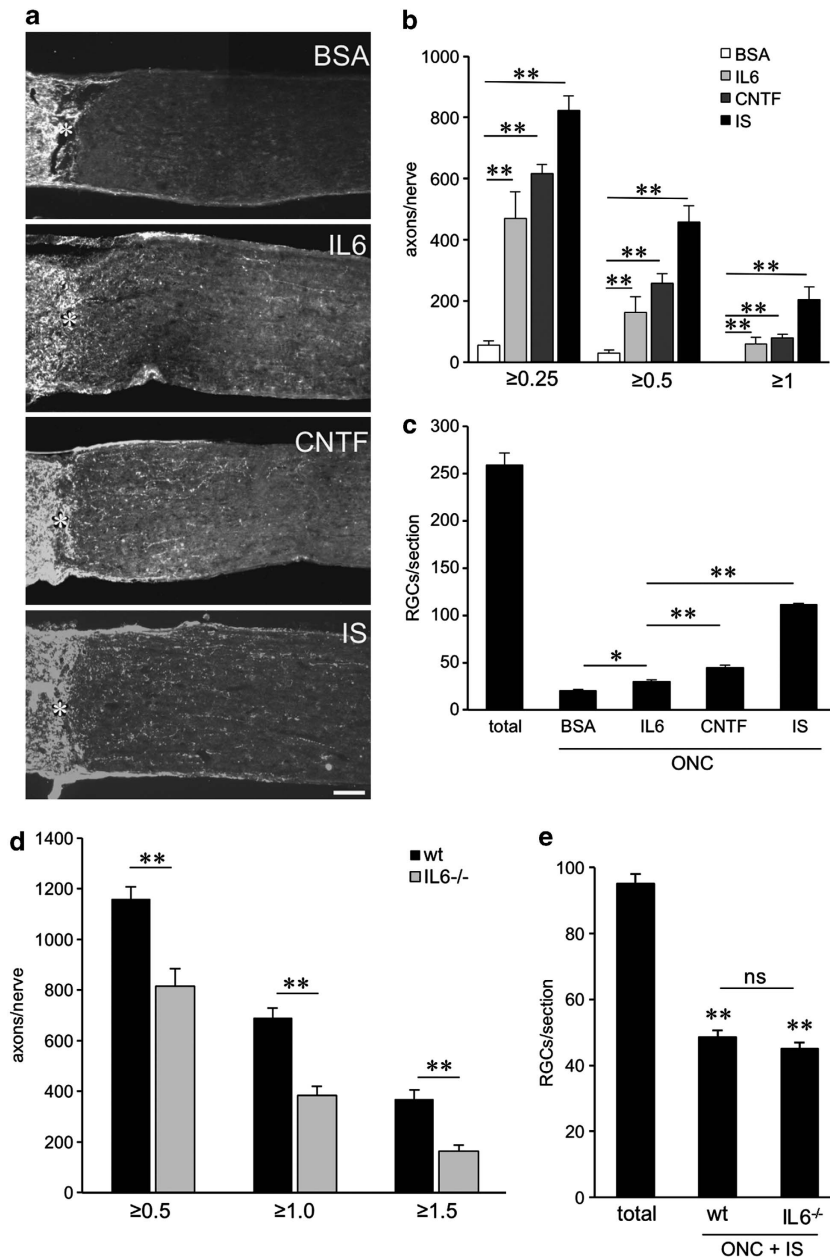 a
BSA
*
IL6
*
CNTF
*
IS
*
b
1000
800
600
400
200
0
axons/nerve
BSA
IL6
CNTF
IS
**
**
**
**
**
**
**
**
**
≥0.25
≥0.5
≥1
c
300
250
200
150
100
50
0
RGCs/section
*
**
**
total BSA IL6 CNTF IS
ONC
d
1400
1200
1000
800
600
400
200
0
axons/nerve
wt
IL6-/-
**
**
**
≥0.5 ≥1.0 ≥1.5
e
100
80
60
40
20
0
RGCs/section
ns
** **
total wt IL6-/-
ONC + IS